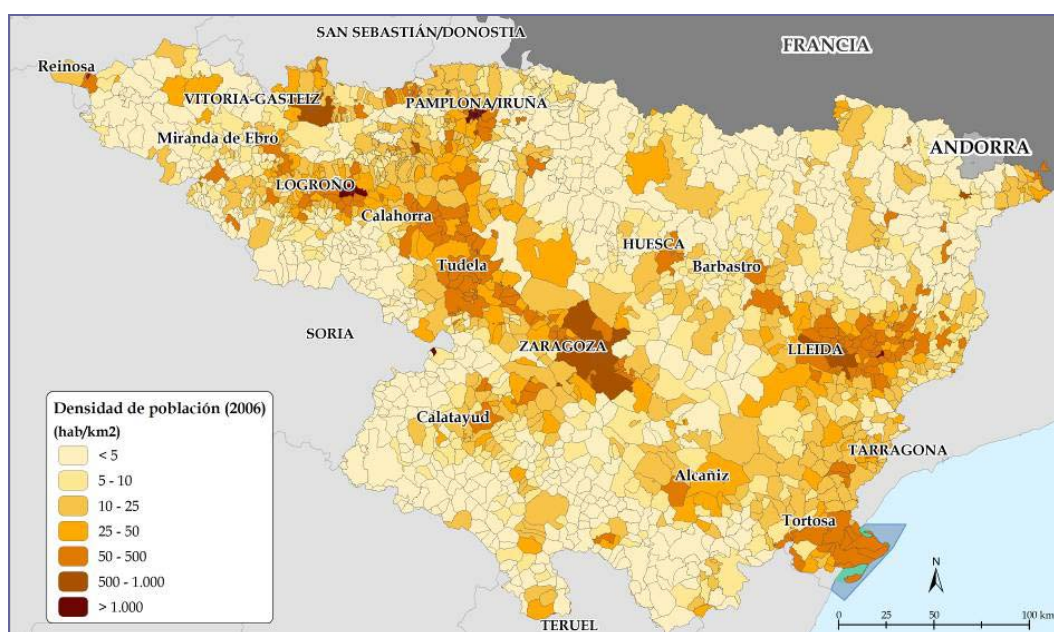 SAN SEBASTIÁN/DONOSTIA
FRANCIA
Reinosa
VITORIA-GASTEIZ
PAMPLONA/IRUÑA
Miranda de Ebro
ANDORRA
LOGROÑO
Calahorra
HUESCA
Barbastro
Tudela
SORIA
ZARAGOZA
LLEIDA
Calatayud
TARRAGONA
Alcañiz
Tortosa
TERUEL
Densidad de población (2006)
(hab/km2)
< 5
5 - 10
10 - 25
25 - 50
50 - 500
500 - 1.000
> 1.000
N
0 25 50 100 km